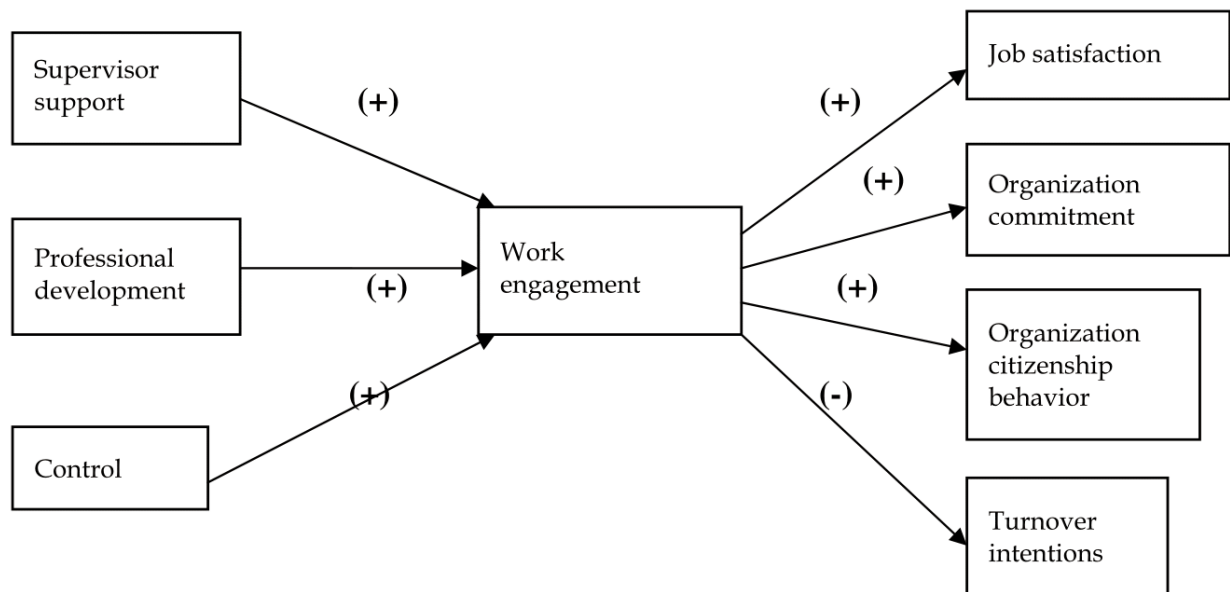 Supervisor
support
(+)
Professional
development
(+)
Control
(+)
Work
engagement
(+)
Job satisfaction
(+)
Organization
commitment
(+)
Organization
citizenship
behavior
(-)
Turnover
intentions